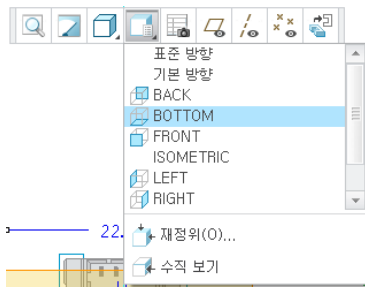 표준 방향
기본 방향
BACK
BOTTOM
FRONT
ISOMETRIC
LEFT
RIGHT
22.
재정위(O)...
수직 보기